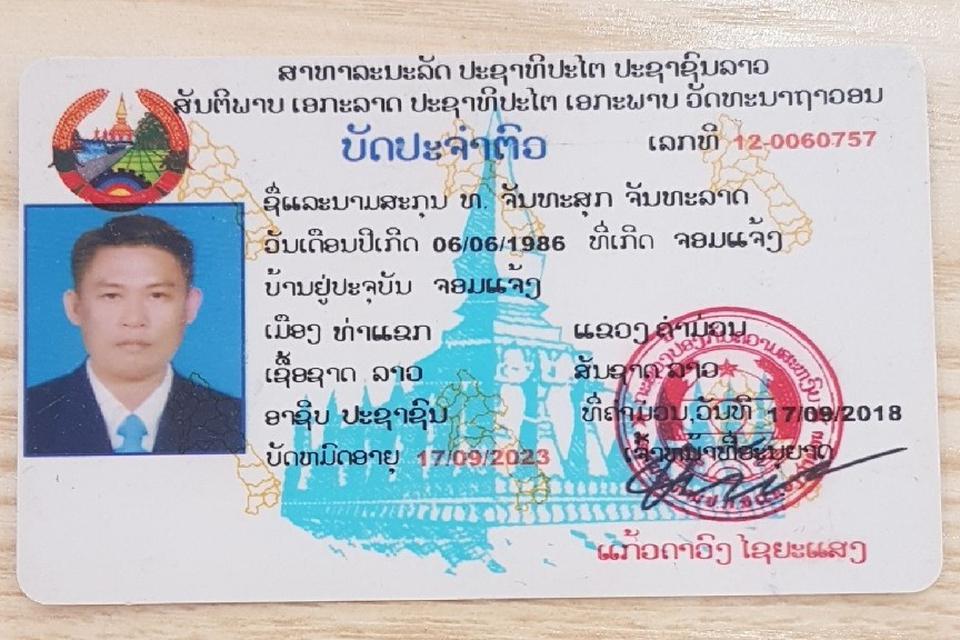 ສາທາລະນະລັດ ປະຊາທິປະໄຕ ປະຊາຊົນລາວ
ສັນຕິພາບ ເອກະລາດ ປະຊາທິປະໄຕ ເອກະພາບ ວັດທະນາຖາວອນ
ບັດປະຈຳຕົວ ເລກທີ 12-0060757
ຊື່ແລະນາມສະກຸນ ທ. ຈັນທະສຸກ ຈັນທະລາດ
ວັນເດືອນປີເກີດ 06/06/1986 ທີ່ເກີດ ຈອມແຈ້ງ
ບ້ານຢູ່ປະຈຸບັນ ຈອມແຈ້ງ
ເມືອງ ທ່າແຂກ ແຂວງ ຄຳມ່ວນ
ເຊື້ອຊາດ ລາວ ສັນຊາດ ລາວ
ອາຊີບ ປະຊາຊົນ ທີ່ຄຳມ່ວນ,ວັນທີ 17/09/2018
ບັດຫມົດອາຍຸ 17/09/2023 ເຈົ້າຫນ້າທີ່ອະນຸຍາດ
ແກ້ວດາວົງ ໄຊຍະແສງ